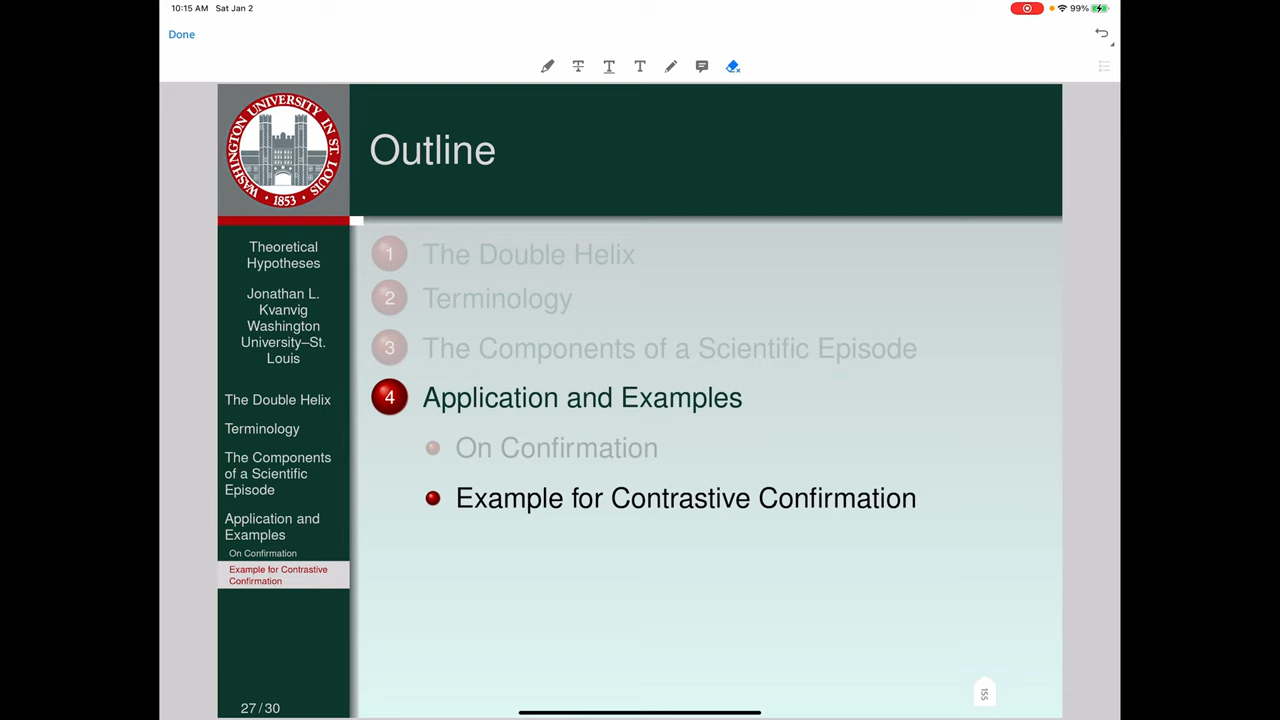 10:15 AM Sat Jan 2
99%
Done
WASHINGTON UNIVERSITY IN ST. LOUIS
1853
Outline
Theoretical
Hypotheses
Jonathan L.
Kvanvig
Washington
University–St.
Louis
The Double Helix
Terminology
The Components
of a Scientific
Episode
Application and
Examples
On Confirmation
Example for Contrastive
Confirmation
27 / 30
1 The Double Helix
2 Terminology
3 The Components of a Scientific Episode
4 Application and Examples
On Confirmation
Example for Contrastive Confirmation
155